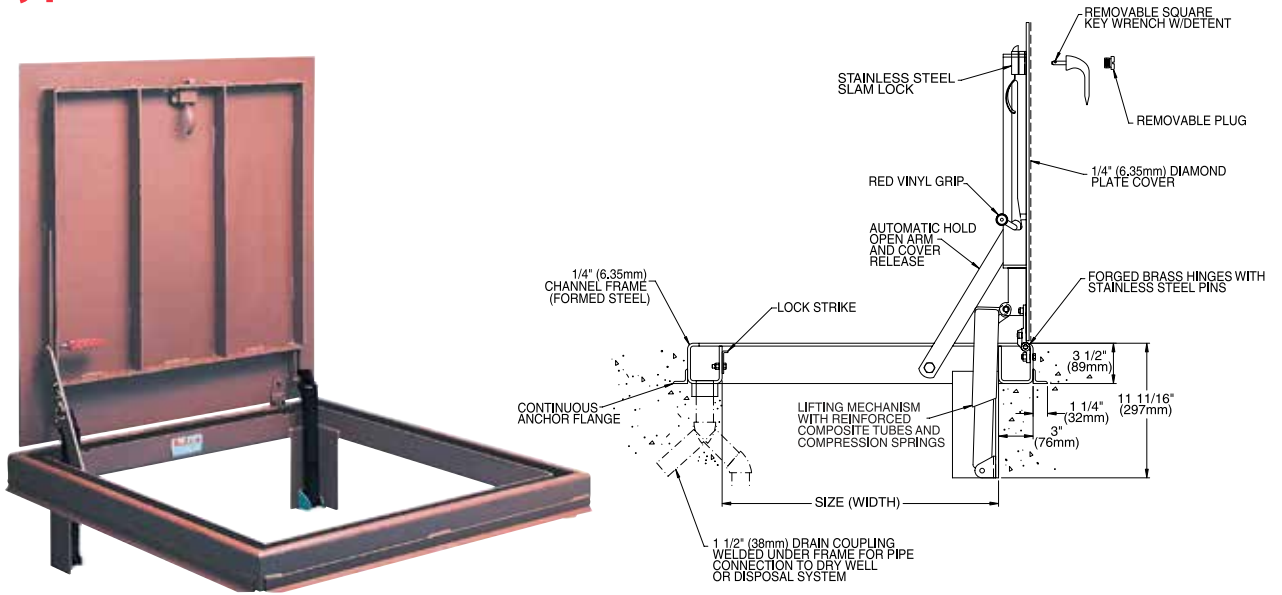 REMOVABLE SQUARE
KEY WRENCH W/DETENT
STAINLESS STEEL
SLAM LOCK
REMOVABLE PLUG
1/4" (6.35mm) DIAMOND
PLATE COVER
RED VINYL GRIP
AUTOMATIC HOLD
OPEN ARM
AND COVER
RELEASE
1/4" (6.35mm)
CHANNEL FRAME
(FORMED STEEL)
FORGED BRASS HINGES WITH
STAINLESS STEEL PINS
LOCK STRIKE
3 1/2"
(89mm)
11 11/16"
(297mm)
1 1/4"
(32mm)
3"
(76mm)
CONTINUOUS
ANCHOR FLANGE
LIFTING MECHANISM
WITH REINFORCED
COMPOSITE TUBES AND
COMPRESSION SPRINGS
SIZE (WIDTH)
1 1/2" (38mm) DRAIN COUPLING
WELDED UNDER FRAME FOR PIPE
CONNECTION TO DRY WELL
OR DISPOSAL SYSTEM